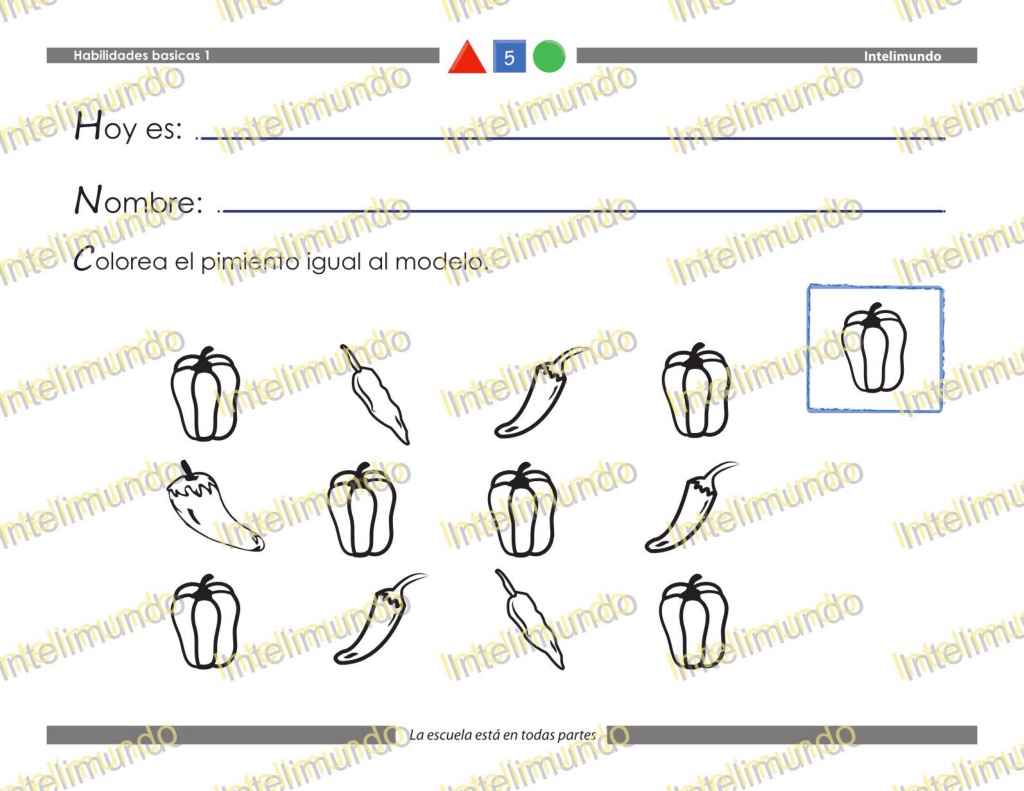 Habilidades basicas 1
5
Intelimundo
Hoy es:
Nombre:
Colorea el pimiento igual al modelo.
La escuela está en todas partes
Intelimundo